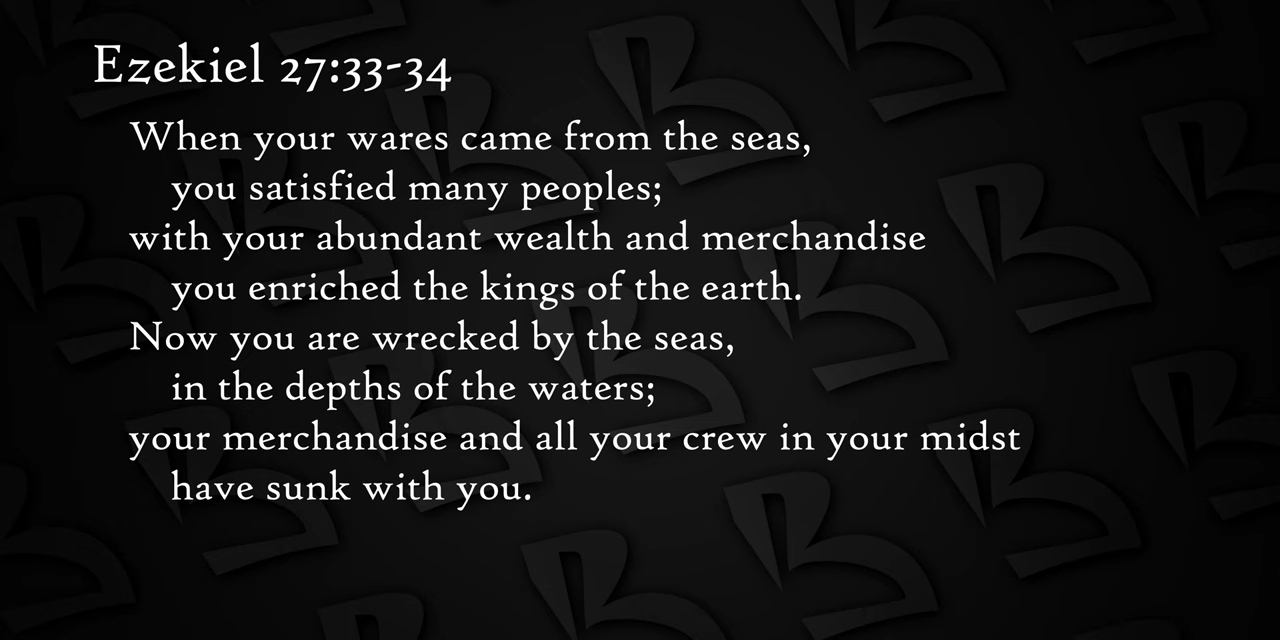 Ezekiel 27:33-34
When your wares came from the seas,
you satisfied many peoples;
with your abundant wealth and merchandise
you enriched the kings of the earth.
Now you are wrecked by the seas,
in the depths of the waters;
your merchandise and all your crew in your midst
have sunk with you.